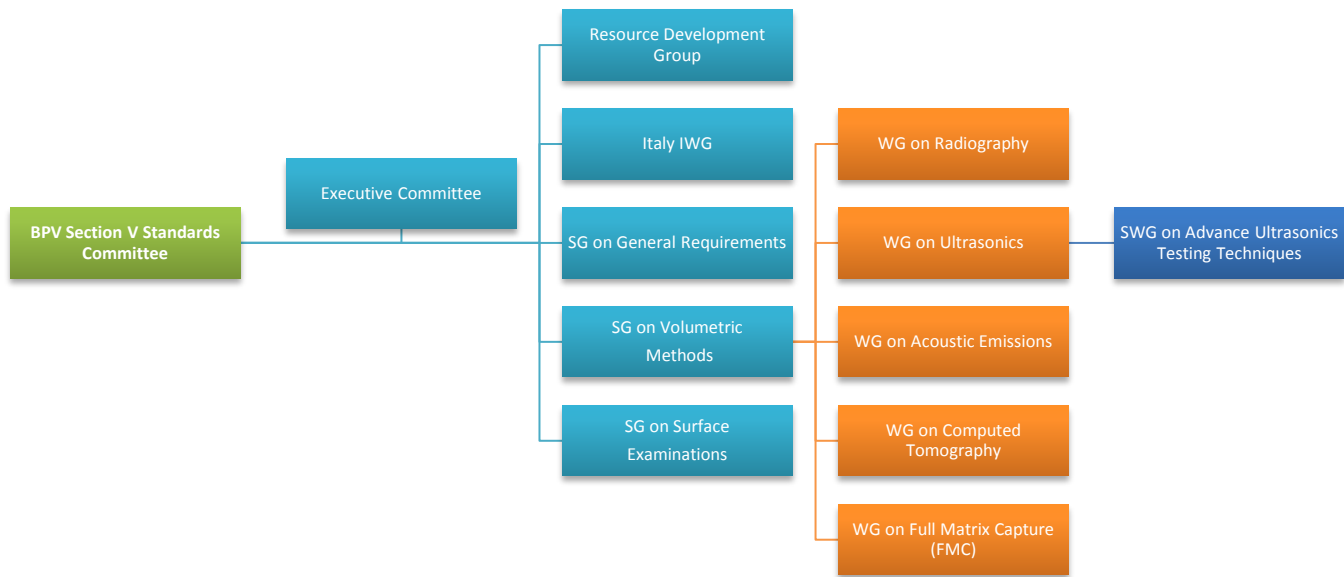 BPV Section V Standards
Committee
Executive Committee
Resource Development
Group
Italy IWG
SG on General Requirements
SG on Volumetric
Methods
SG on Surface
Examinations
WG on Radiography
WG on Ultrasonics
WG on Acoustic Emissions
WG on Computed
Tomography
WG on Full Matrix Capture
(FMC)
SWG on Advance Ultrasonics
Testing Techniques